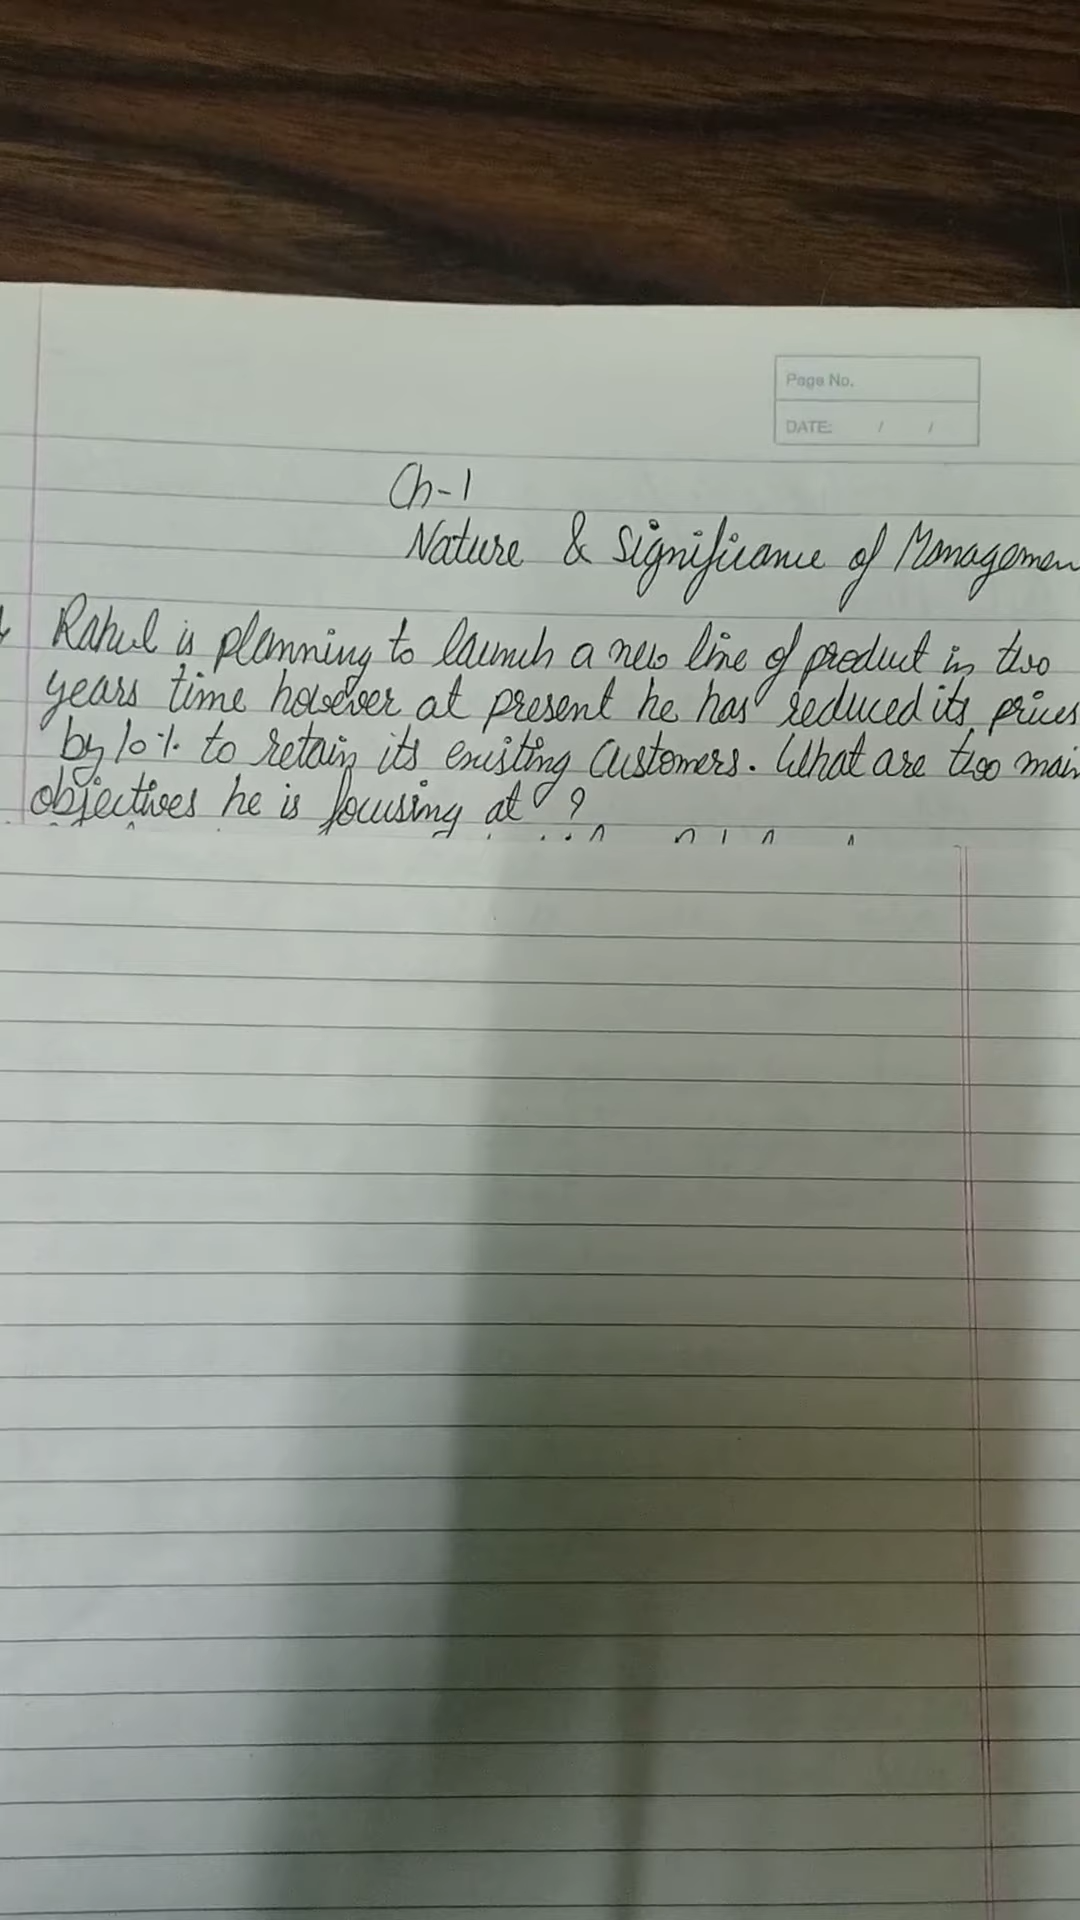 Page No.
DATE: / /
Ch-1
Nature & Significance of Managemen
Rahul is planning to launch a new line of product in two
years time however at present he has reduced its prices
by 10% to retain its existing customers. What are two main
objectives he is focusing at ?